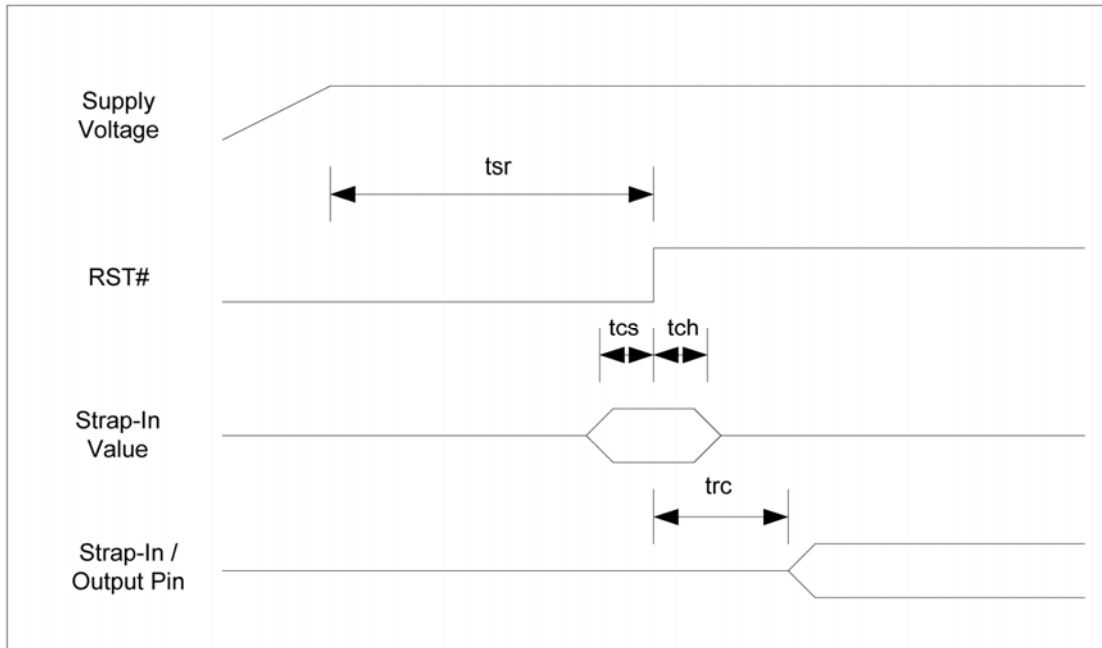 Supply
Voltage
tsr
RST#
tcs
tch
Strap-In
Value
trc
Strap-In /
Output Pin